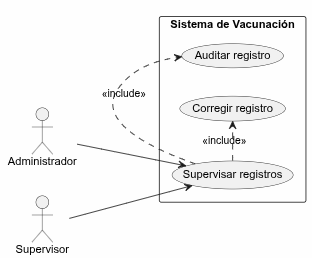 Sistema de Vacunación
Auditar registro
«include»
Corregir registro
«include»
Administrador
Supervisar registros
Supervisor